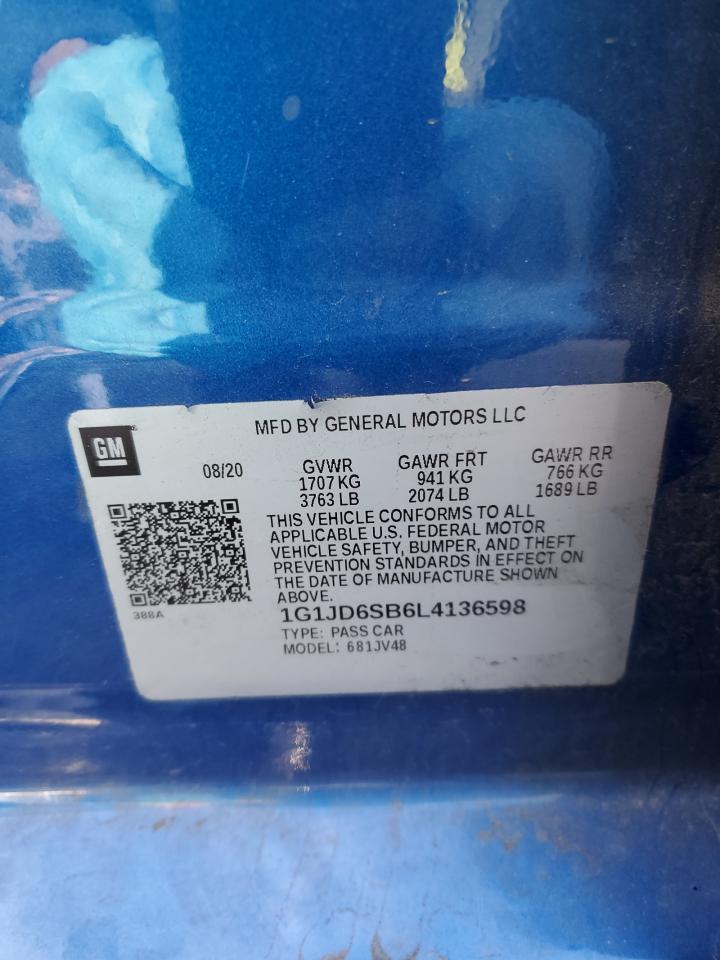 MFD BY GENERAL MOTORS LLC
GM
08/20
GVWR
1707 KG
3763 LB
GAWR FRT
941 KG
2074 LB
GAWR RR
766 KG
1689 LB
THIS VEHICLE CONFORMS TO ALL
APPLICABLE U.S. FEDERAL MOTOR
VEHICLE SAFETY, BUMPER, AND THEFT
PREVENTION STANDARDS IN EFFECT ON
THE DATE OF MANUFACTURE SHOWN
ABOVE.
388A
1G1JD6SB6L4136598
TYPE: PASS CAR
MODEL: 681JV48